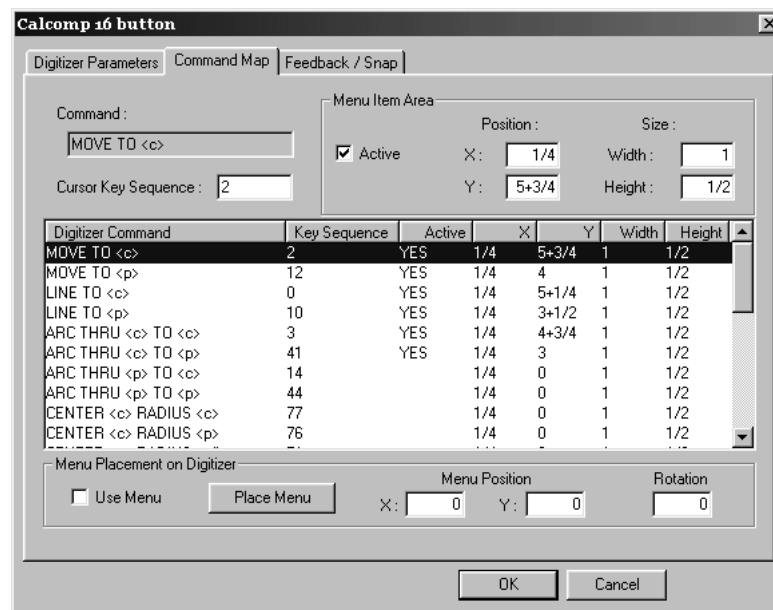 Calcomp 16 button
Digitizer Parameters Command Map Feedback / Snap
Menu Item Area
Command :
MOVE TO <c>
Cursor Key Sequence : 2
Position : Size :
Active X : 1/4 Width : 1
Y : 5+3/4 Height : 1/2
Digitizer Command Key Sequence Active X Y Width Height
MOVE TO <c> 2 YES 1/4 5+3/4 1 1/2
MOVE TO <p> 12 YES 1/4 4 1 1/2
LINE TO <c> 0 YES 1/4 5+1/4 1 1/2
LINE TO <p> 10 YES 1/4 3+1/2 1 1/2
ARC THRU <c> TO <c> 3 YES 1/4 4+3/4 1 1/2
ARC THRU <c> TO <p> 41 YES 1/4 3 1 1/2
ARC THRU <p> TO <c> 14 1/4 0 1 1/2
ARC THRU <p> TO <p> 44 1/4 0 1 1/2
CENTER <c> RADIUS <c> 77 1/4 0 1 1/2
CENTER <c> RADIUS <p> 76 1/4 0 1 1/2
Menu Placement on Digitizer
Menu Position Rotation
Use Menu Place Menu X : 0 Y : 0 0
OK Cancel